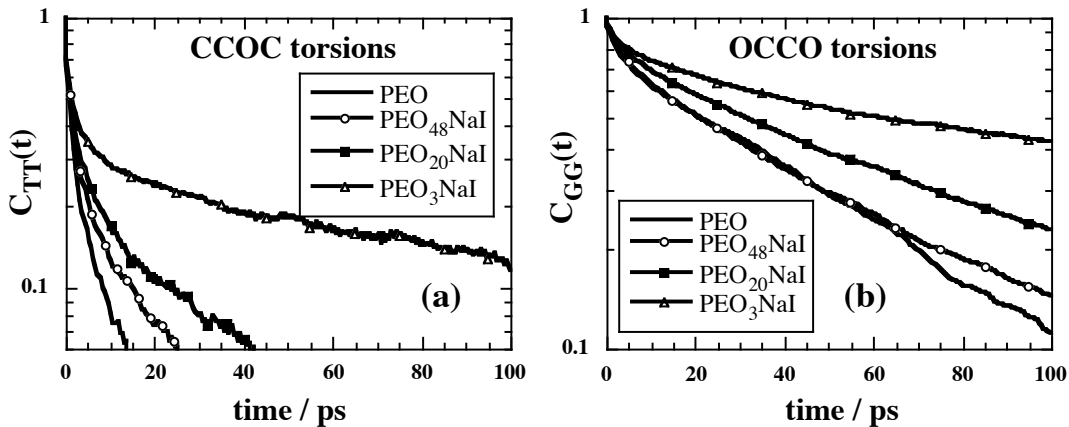 CCOC torsions
1
C_TT(t)
0.1
PEO
PEO₄₈NaI
PEO₂₀NaI
PEO₃NaI
(a)
0 20 40 60 80 100
time / ps
OCCO torsions
1
C_GG(t)
0.1
PEO
PEO₄₈NaI
PEO₂₀NaI
PEO₃NaI
(b)
0 20 40 60 80 100
time / ps